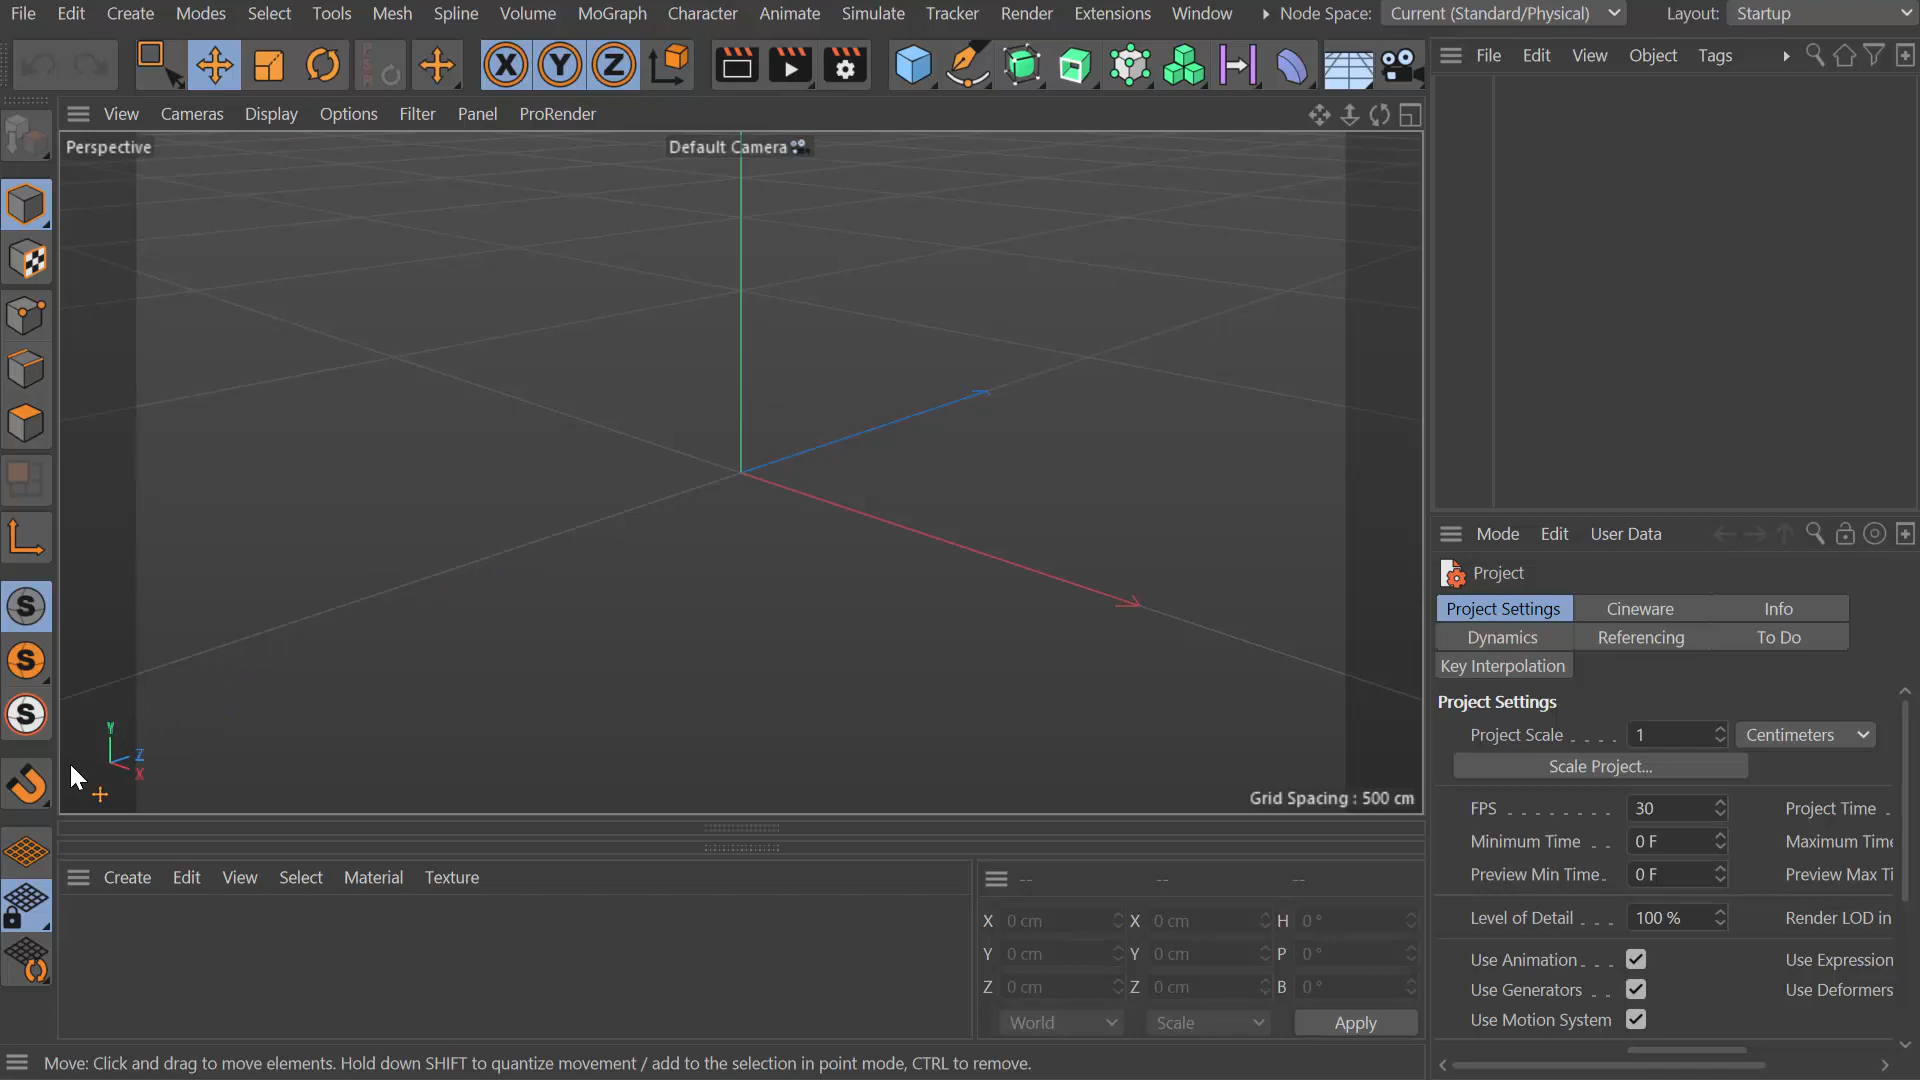 File Edit Create Modes Select Tools Mesh Spline Volume MoGraph Character Animate Simulate Tracker Render Extensions Window Node Space: Current (Standard/Physical) Layout: Startup
X Y Z
File Edit View Object Tags
View Cameras Display Options Filter Panel ProRender
Perspective
Default Camera
Mode Edit User Data
Project
Project Settings Cineware Info
Dynamics Referencing To Do
Key Interpolation
Project Settings
Project Scale 1 Centimeters
Scale Project...
FPS 30 Project Time
Minimum Time 0 F Maximum Time
Preview Min Time 0 F Preview Max Ti
Level of Detail 100 % Render LOD in
Use Animation Use Expression
Use Generators Use Deformers
Use Motion System
S
S
S
Y
Z
X
Grid Spacing : 500 cm
Create Edit View Select Material Texture
-- -- --
X 0 cm X 0 cm H 0 °
Y 0 cm Y 0 cm P 0 °
Z 0 cm Z 0 cm B 0 °
World Scale Apply
Move: Click and drag to move elements. Hold down SHIFT to quantize movement / add to the selection in point mode, CTRL to remove.